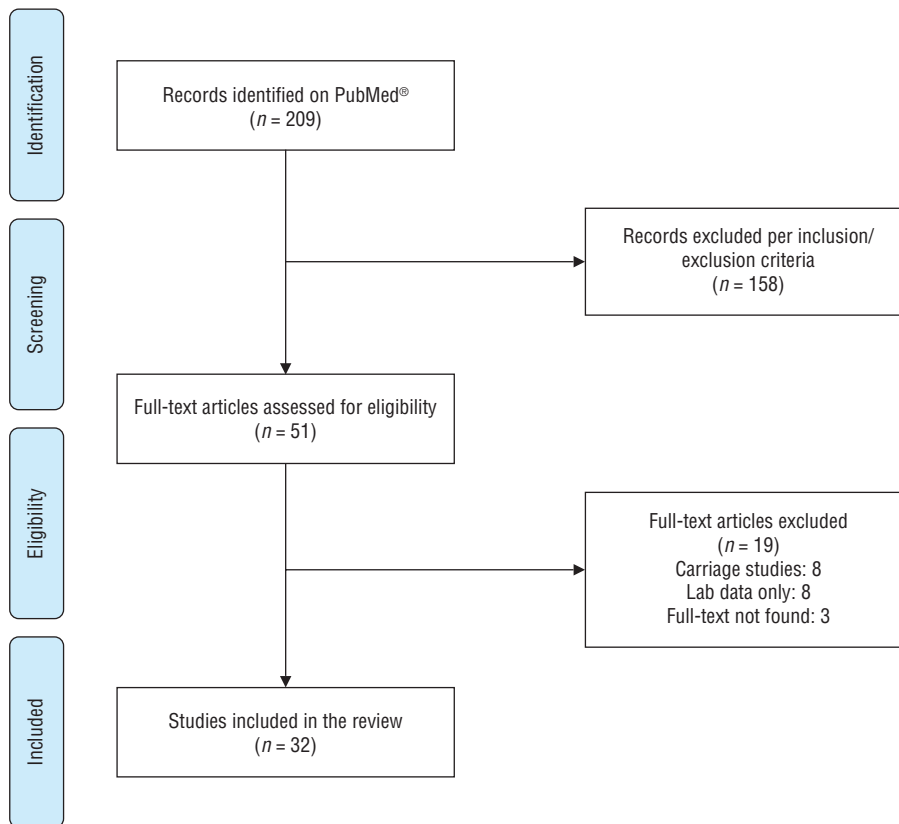 Identification
Records identified on PubMed®
(n = 209)
Screening
Records excluded per inclusion/
exclusion criteria
(n = 158)
Full-text articles assessed for eligibility
(n = 51)
Eligibility
Full-text articles excluded
(n = 19)
Carriage studies: 8
Lab data only: 8
Full-text not found: 3
Included
Studies included in the review
(n = 32)